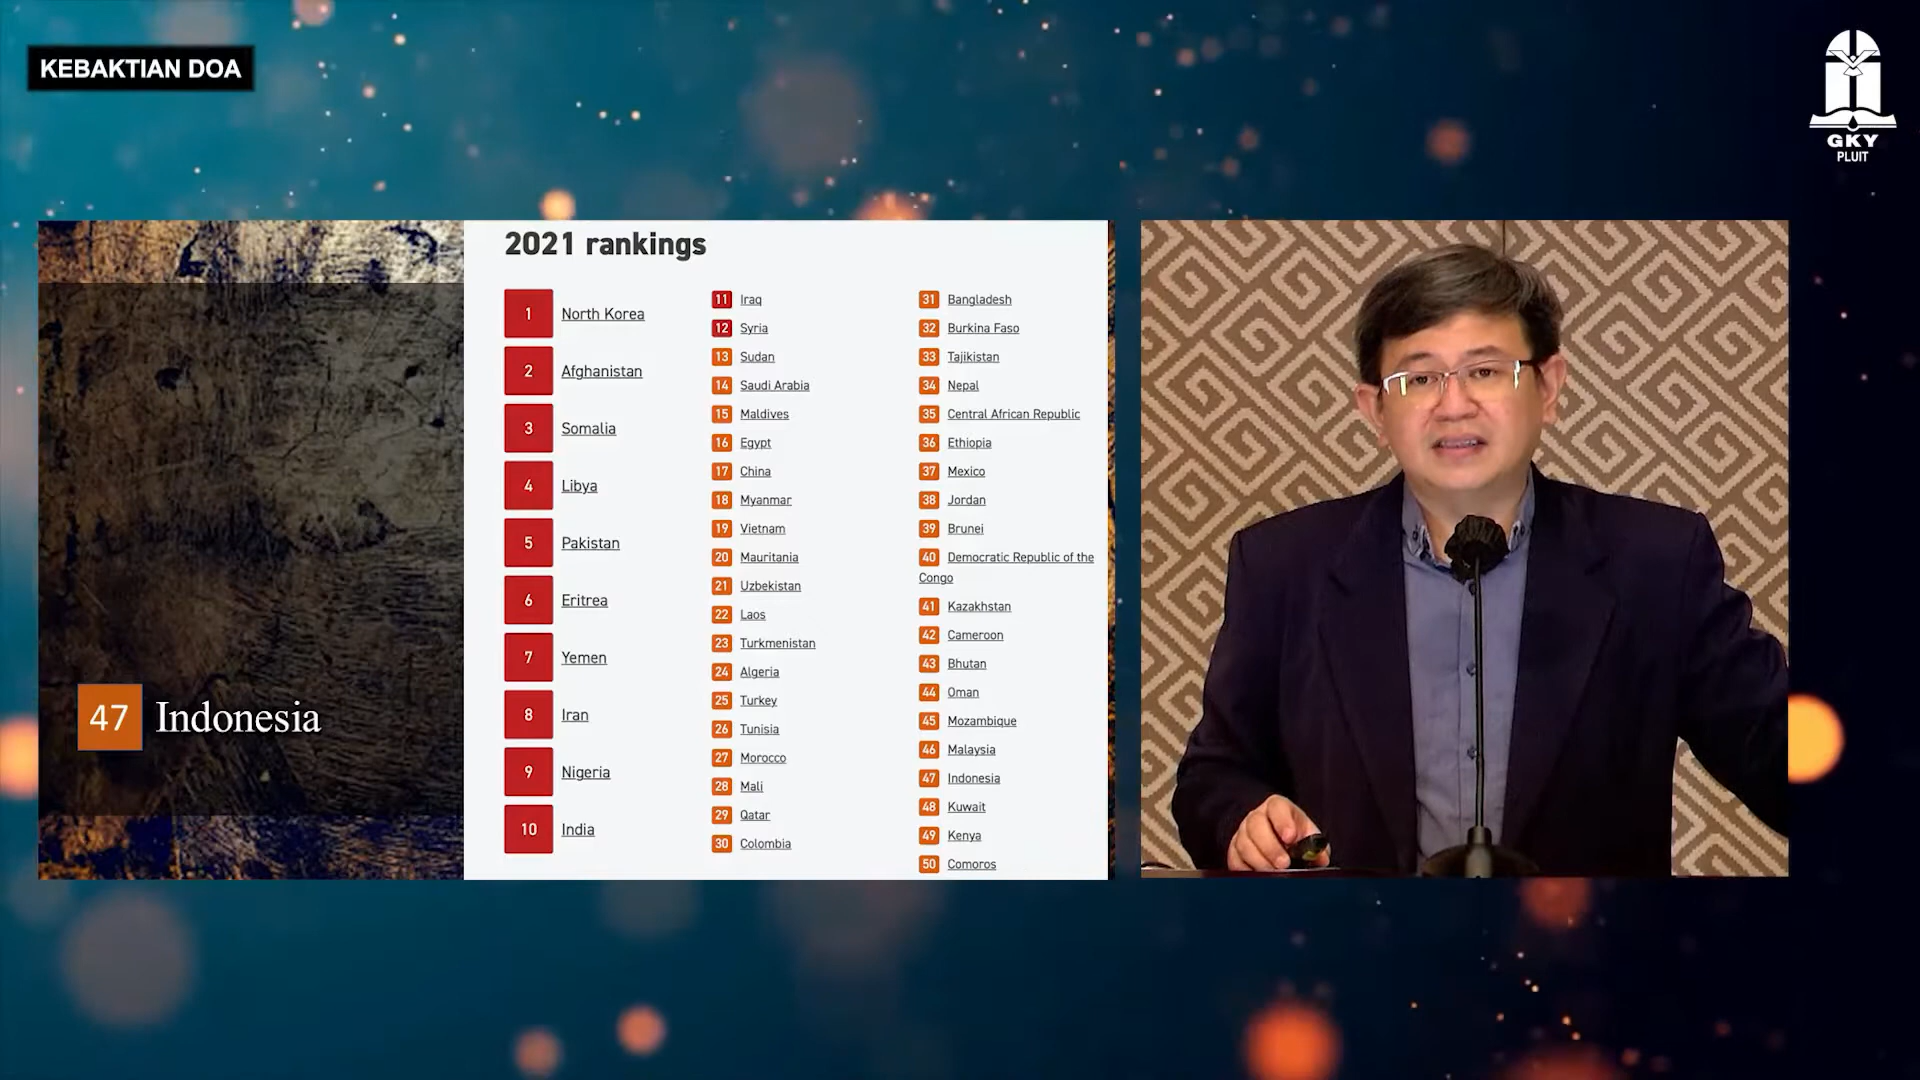 KEBAKTIAN DOA
GKY
PLUIT
47 Indonesia
2021 rankings
1 North Korea
2 Afghanistan
3 Somalia
4 Libya
5 Pakistan
6 Eritrea
7 Yemen
8 Iran
9 Nigeria
10 India
11 Iraq
12 Syria
13 Sudan
14 Saudi Arabia
15 Maldives
16 Egypt
17 China
18 Myanmar
19 Vietnam
20 Mauritania
21 Uzbekistan
22 Laos
23 Turkmenistan
24 Algeria
25 Turkey
26 Tunisia
27 Morocco
28 Mali
29 Qatar
30 Colombia
31 Bangladesh
32 Burkina Faso
33 Tajikistan
34 Nepal
35 Central African Republic
36 Ethiopia
37 Mexico
38 Jordan
39 Brunei
40 Democratic Republic of the
Congo
41 Kazakhstan
42 Cameroon
43 Bhutan
44 Oman
45 Mozambique
46 Malaysia
47 Indonesia
48 Kuwait
49 Kenya
50 Comoros